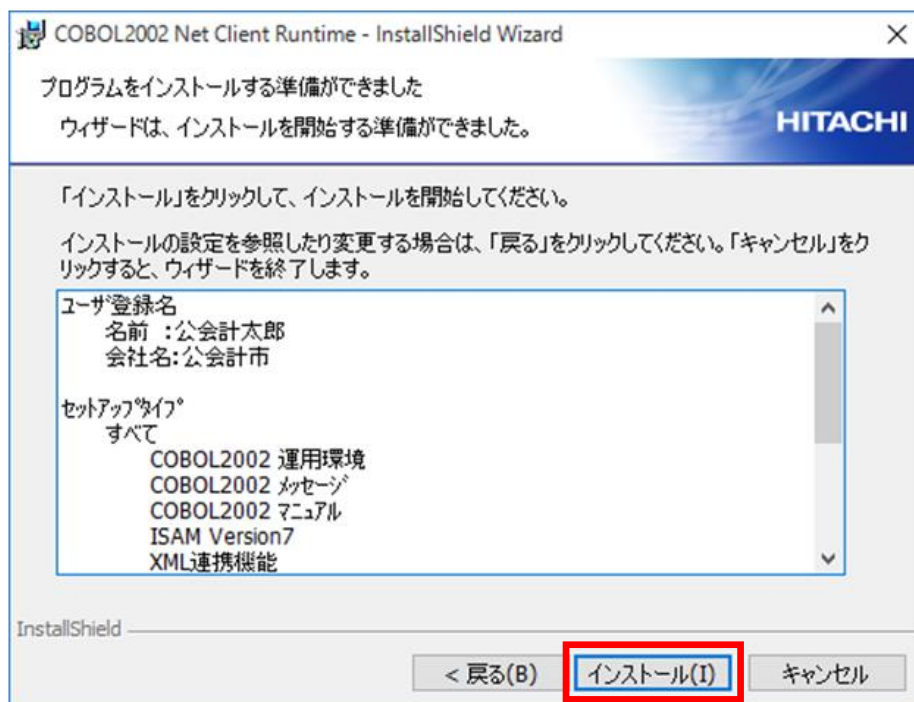 COBOL2002 Net Client Runtime - InstallShield Wizard
プログラムをインストールする準備ができました
ウィザードは、インストールを開始する準備ができました。
HITACHI
「インストール」をクリックして、インストールを開始してください。
インストールの設定を参照したり変更する場合は、「戻る」をクリックしてください。「キャンセル」をク
リックすると、ウィザードを終了します。
ユーザ登録名
名前 :公会計太郎
会社名:公会計市
ｾｯﾄｱｯﾌﾟﾀｲﾌﾟ
すべて
COBOL2002 運用環境
COBOL2002 ﾒｯｾｰｼﾞ
COBOL2002 ﾏﾆｭｱﾙ
ISAM Version7
XML連携機能
InstallShield
< 戻る(B)
インストール(I)
キャンセル